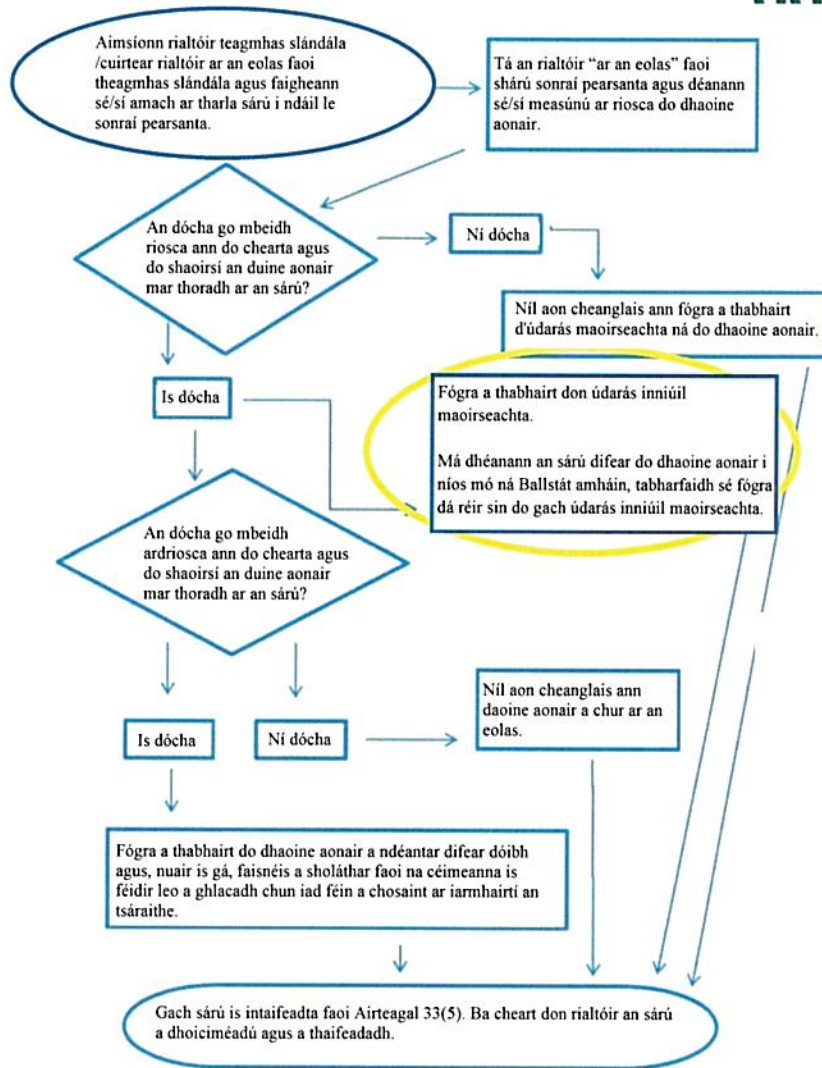 Aimsíonn rialtóir teagmhas slándála
/cuirtear rialtóir ar an eolas faoi
theagmhas slándála agus faigheann
sé/sí amach ar tharla sárú i ndáil le
sonraí pearsanta.
Tá an rialtóir “ar an eolas” faoi
shárú sonraí pearsanta agus déanann
sé/sí measúnú ar riosca do dhaoine
aonair.
An dócha go mbeidh
riosca ann do chearta agus
do shaoirsí an duine aonair
mar thoradh ar an sárú?
Ní dócha
Níl aon cheanglais ann fógra a thabhairt
d'údarás maoirseachta ná do dhaoine aonair.
Is dócha
Fógra a thabhairt don údarás inniúil
maoirseachta.
Má dhéanann an sárú difear do dhaoine aonair i
níos mó ná Ballstát amháin, tabharfaidh sé fógra
dá réir sin do gach údarás inniúil maoirseachta.
An dócha go mbeidh
ardriosca ann do chearta agus
do shaoirsí an duine aonair
mar thoradh ar an sárú?
Is dócha
Ní dócha
Níl aon cheanglais ann
daoine aonair a chur ar an
eolas.
Fógra a thabhairt do dhaoine aonair a ndéantar difear dóibh
agus, nuair is gá, faisnéis a sholáthar faoi na céimeanna is
féidir leo a ghlacadh chun iad féin a chosaint ar iarmhairtí an
tsáraithe.
Gach sárú is intaifeadta faoi Airteagal 33(5). Ba cheart don rialtóir an sárú
a dhoiciméadú agus a thaifeadadh.